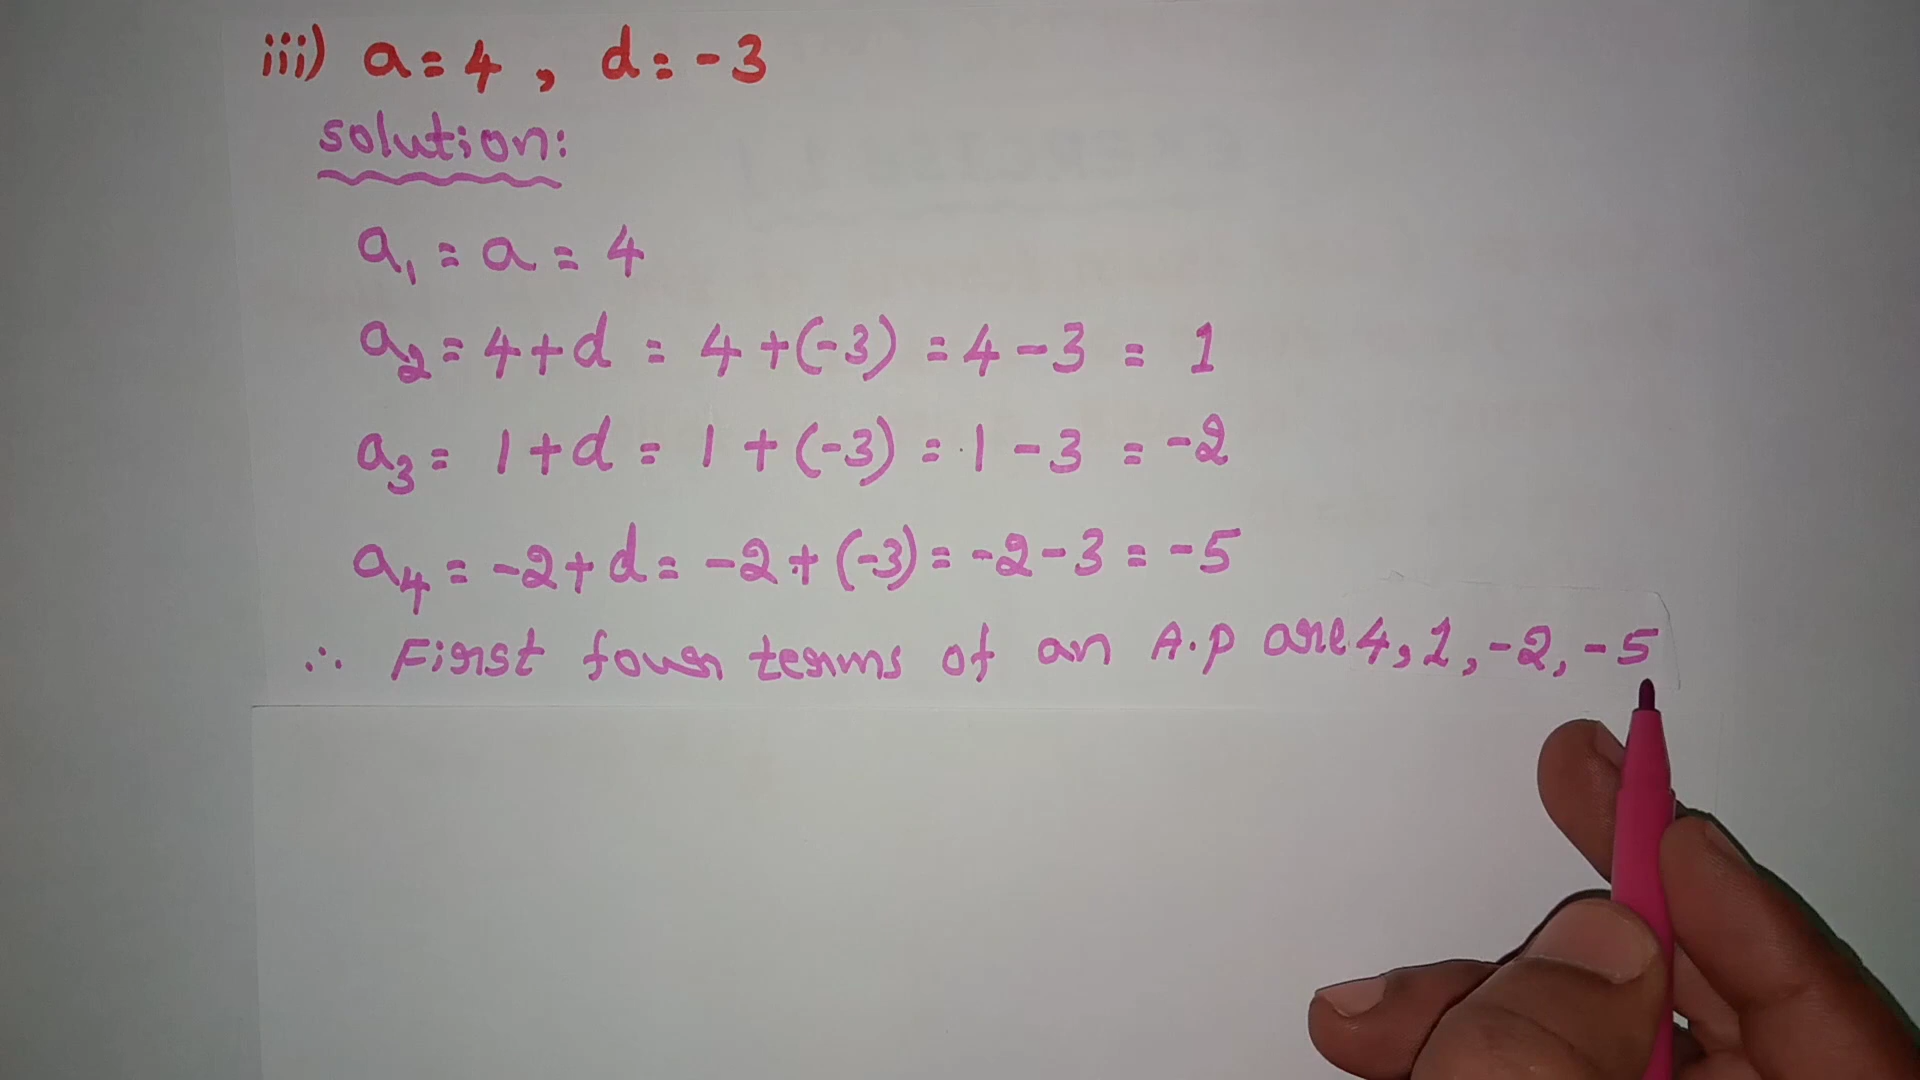 iii) a = 4 , d = -3
solution:
a₁ = a = 4
a₂ = 4 + d = 4 + (-3) = 4 - 3 = 1
a₃ = 1 + d = 1 + (-3) = 1 - 3 = -2
a₄ = -2 + d = -2 + (-3) = -2 - 3 = -5
∴ First four terms of an A.P are 4, 1, -2, -5